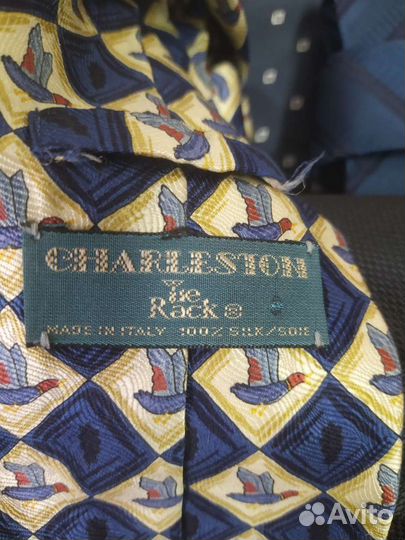 CHARLESTON
Tie
Rack®
MADE IN ITALY 100% SILK/SOIE
Avito